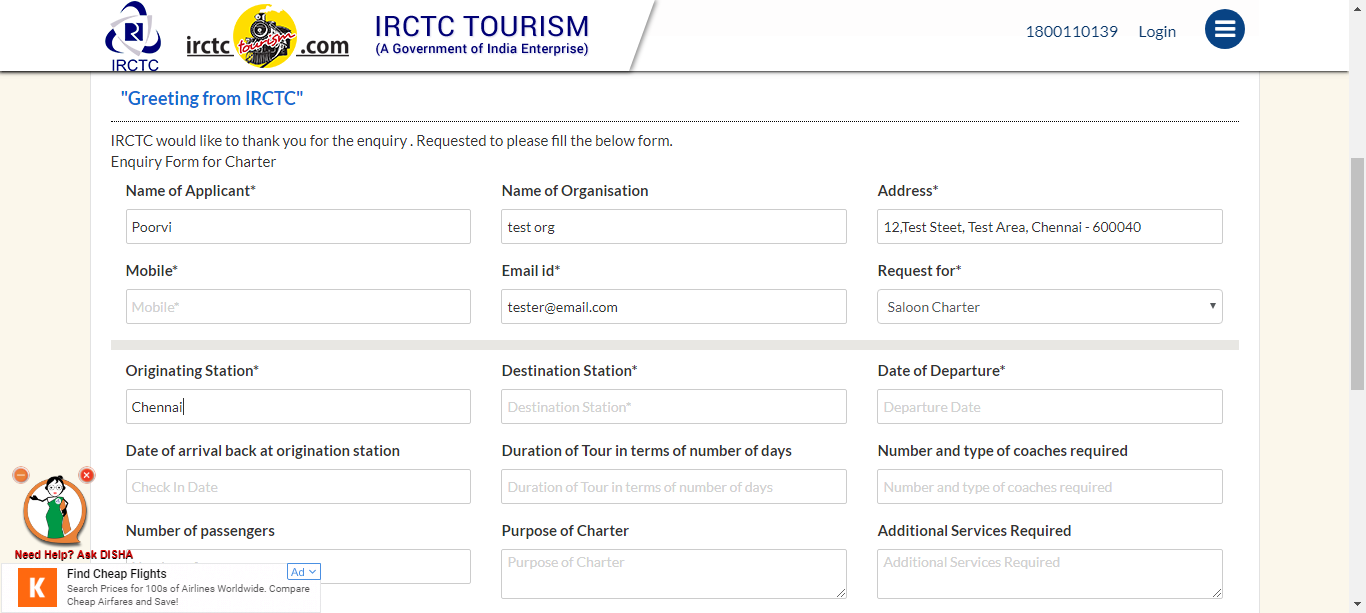 IRCTC
irctc tourism .com
IRCTC TOURISM
(A Government of India Enterprise)
1800110139 Login
"Greeting from IRCTC"
IRCTC would like to thank you for the enquiry . Requested to please fill the below form.
Enquiry Form for Charter
Name of Applicant* Name of Organisation Address*
Poorvi test org 12,Test Steet, Test Area, Chennai - 600040
Mobile* Email id* Request for*
Mobile* tester@email.com Saloon Charter
Originating Station* Destination Station* Date of Departure*
Chennai Destination Station* Departure Date
Date of arrival back at origination station Duration of Tour in terms of number of days Number and type of coaches required
Check In Date Duration of Tour in terms of number of days Number and type of coaches required
Number of passengers Purpose of Charter Additional Services Required
Purpose of Charter Additional Services Required
Need Help? Ask DISHA
K
Find Cheap Flights Ad
Search Prices for 100s of Airlines Worldwide. Compare
Cheap Airfares and Save!